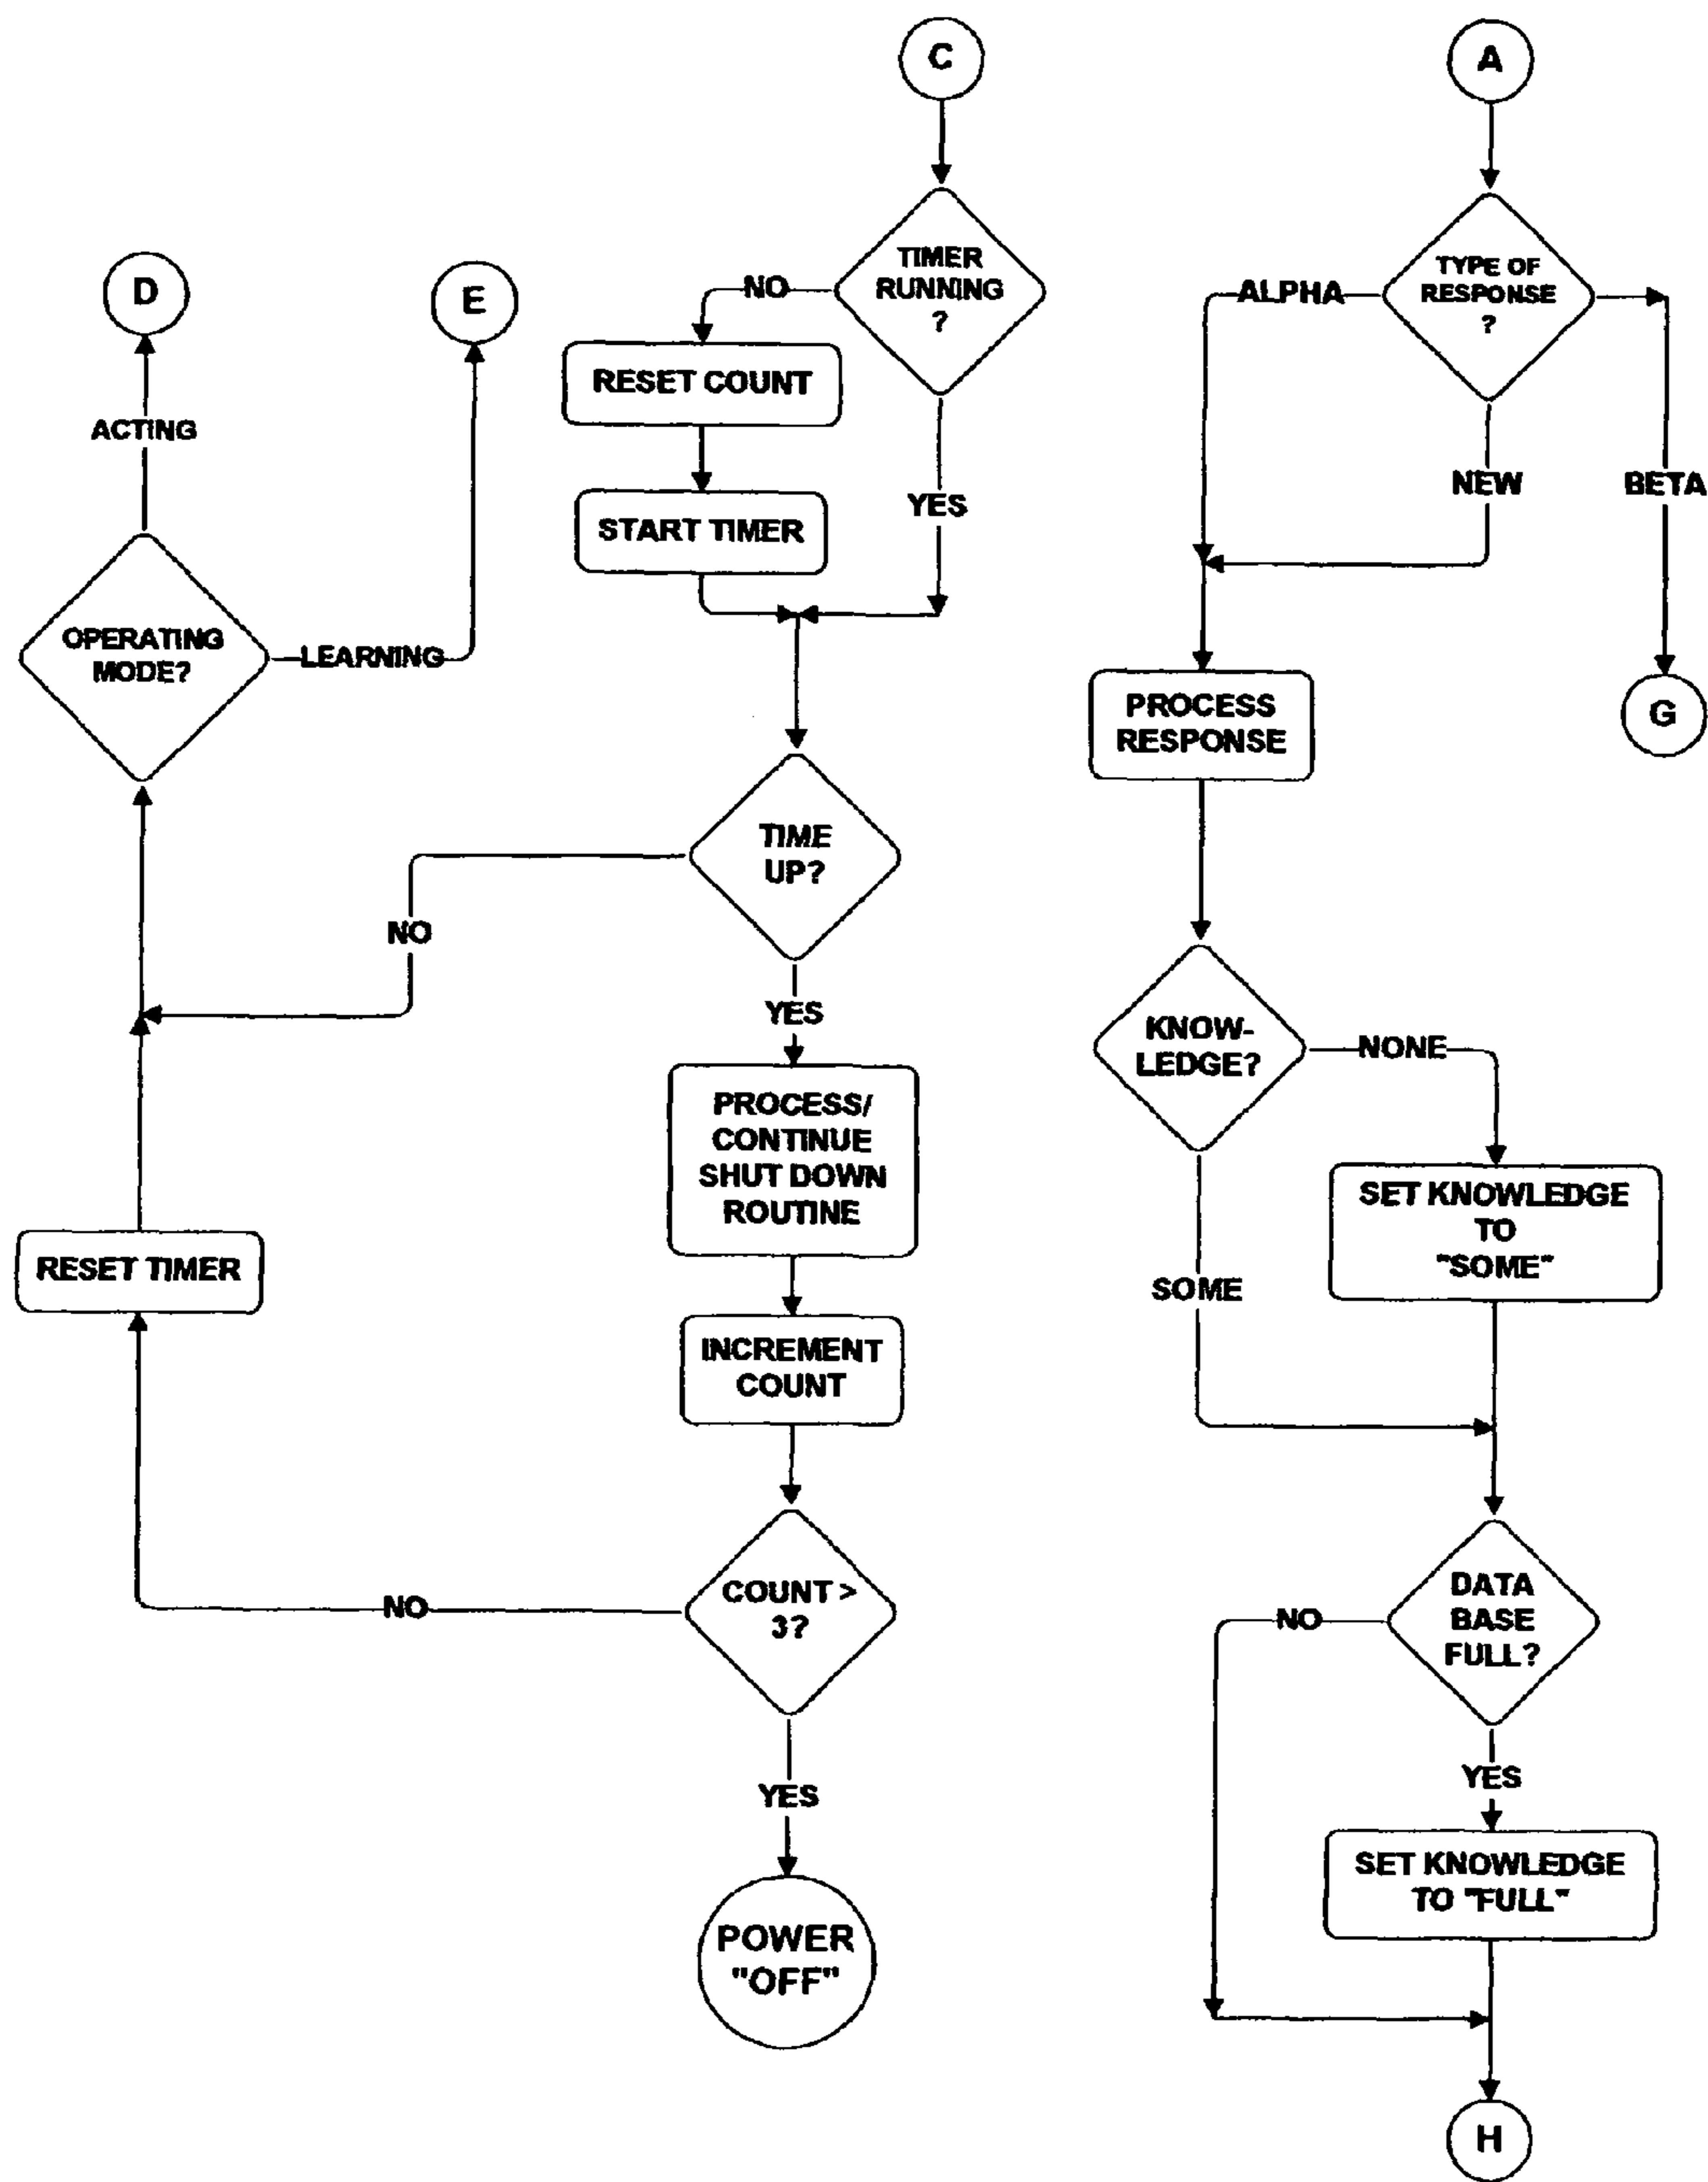 C
TIMER
RUNNING
?
NO
YES
RESET COUNT
START TIMER
D
E
ACTING
OPERATING
MODE?
LEARNING
TIME
UP?
NO
YES
PROCESS/
CONTINUE
SHUT DOWN
ROUTINE
RESET TIMER
INCREMENT
COUNT
COUNT >
3?
NO
YES
POWER
"OFF"
A
TYPE OF
RESPONSE
?
ALPHA
NEW
BETA
PROCESS
RESPONSE
G
KNOW-
LEDGE?
NONE
SOME
SET KNOWLEDGE
TO
"SOME"
DATA
BASE
FULL?
NO
YES
SET KNOWLEDGE
TO "FULL"
H